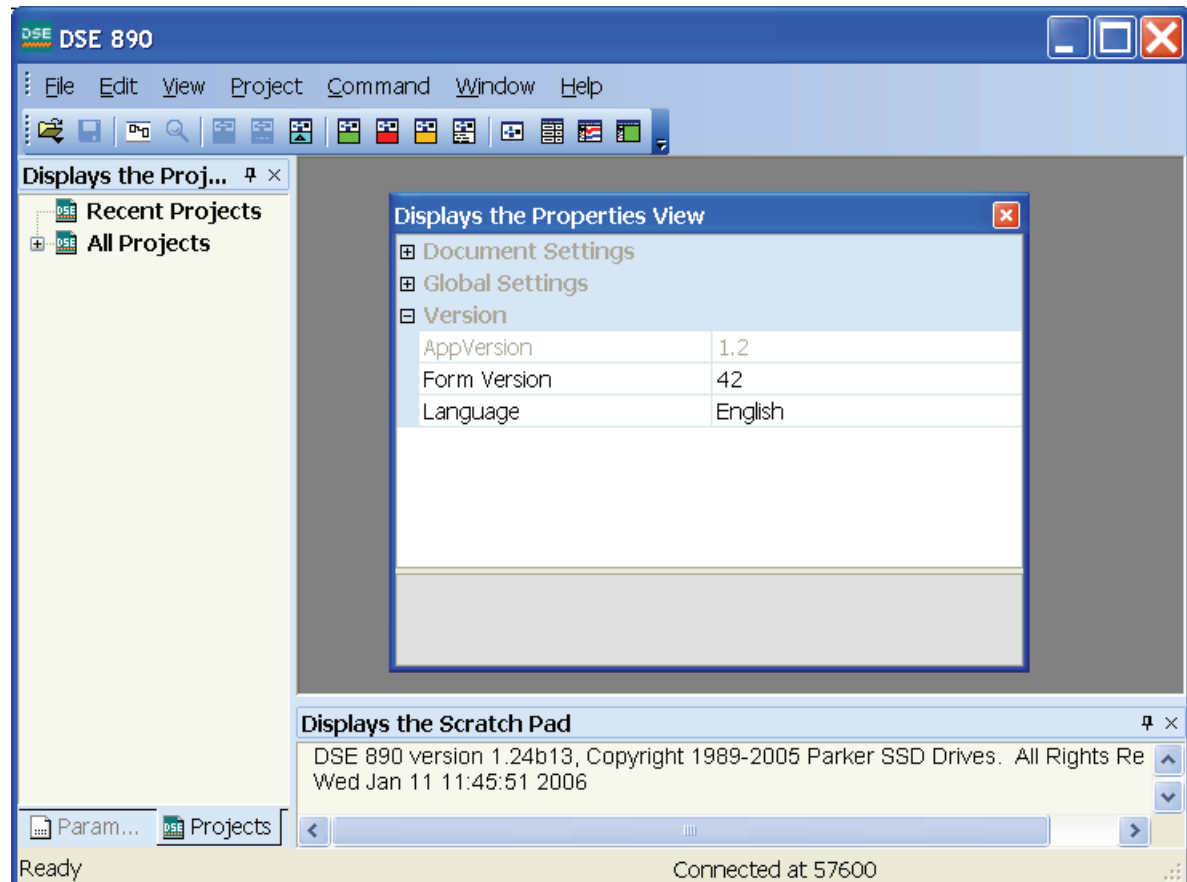 DSE DSE 890
File Edit View Project Command Window Help
Displays the Proj...
DSE Recent Projects
DSE All Projects
Displays the Properties View
Document Settings
Global Settings
Version
AppVersion 1.2
Form Version 42
Language English
Displays the Scratch Pad
DSE 890 version 1.24b13, Copyright 1989-2005 Parker SSD Drives. All Rights Re
Wed Jan 11 11:45:51 2006
Param... DSE Projects
Ready Connected at 57600